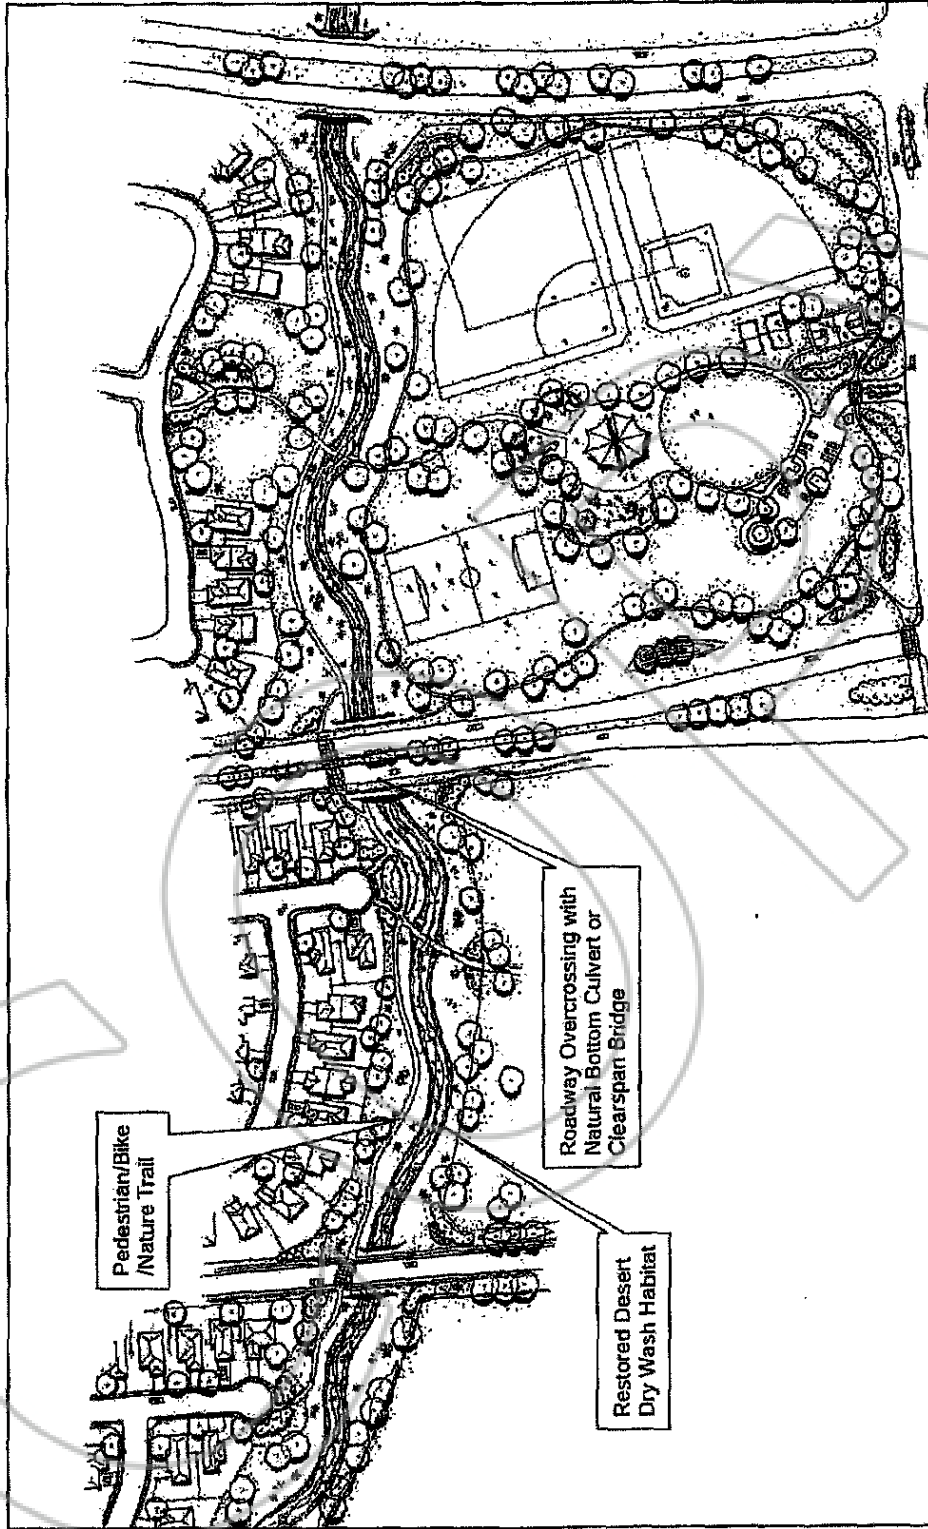 Pedestrian/Bike
/Nature Trail
Roadway Overcrossing with
Natural Bottom Culvert or
Clearspan Bridge
Restored Desert
Dry Wash Habitat